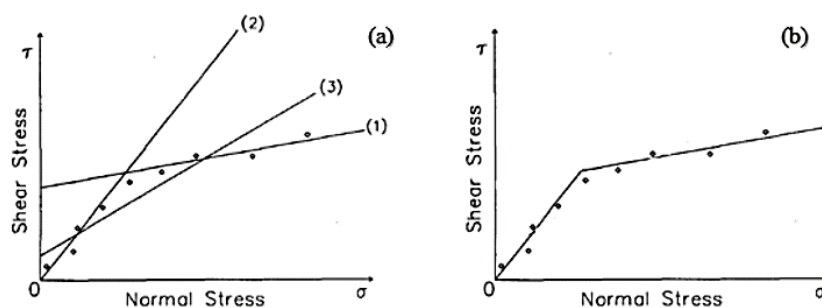 (a)
τ
(2)
(3)
(1)
Shear Stress
0
Normal Stress
σ
(b)
τ
Shear Stress
0
Normal Stress
σ